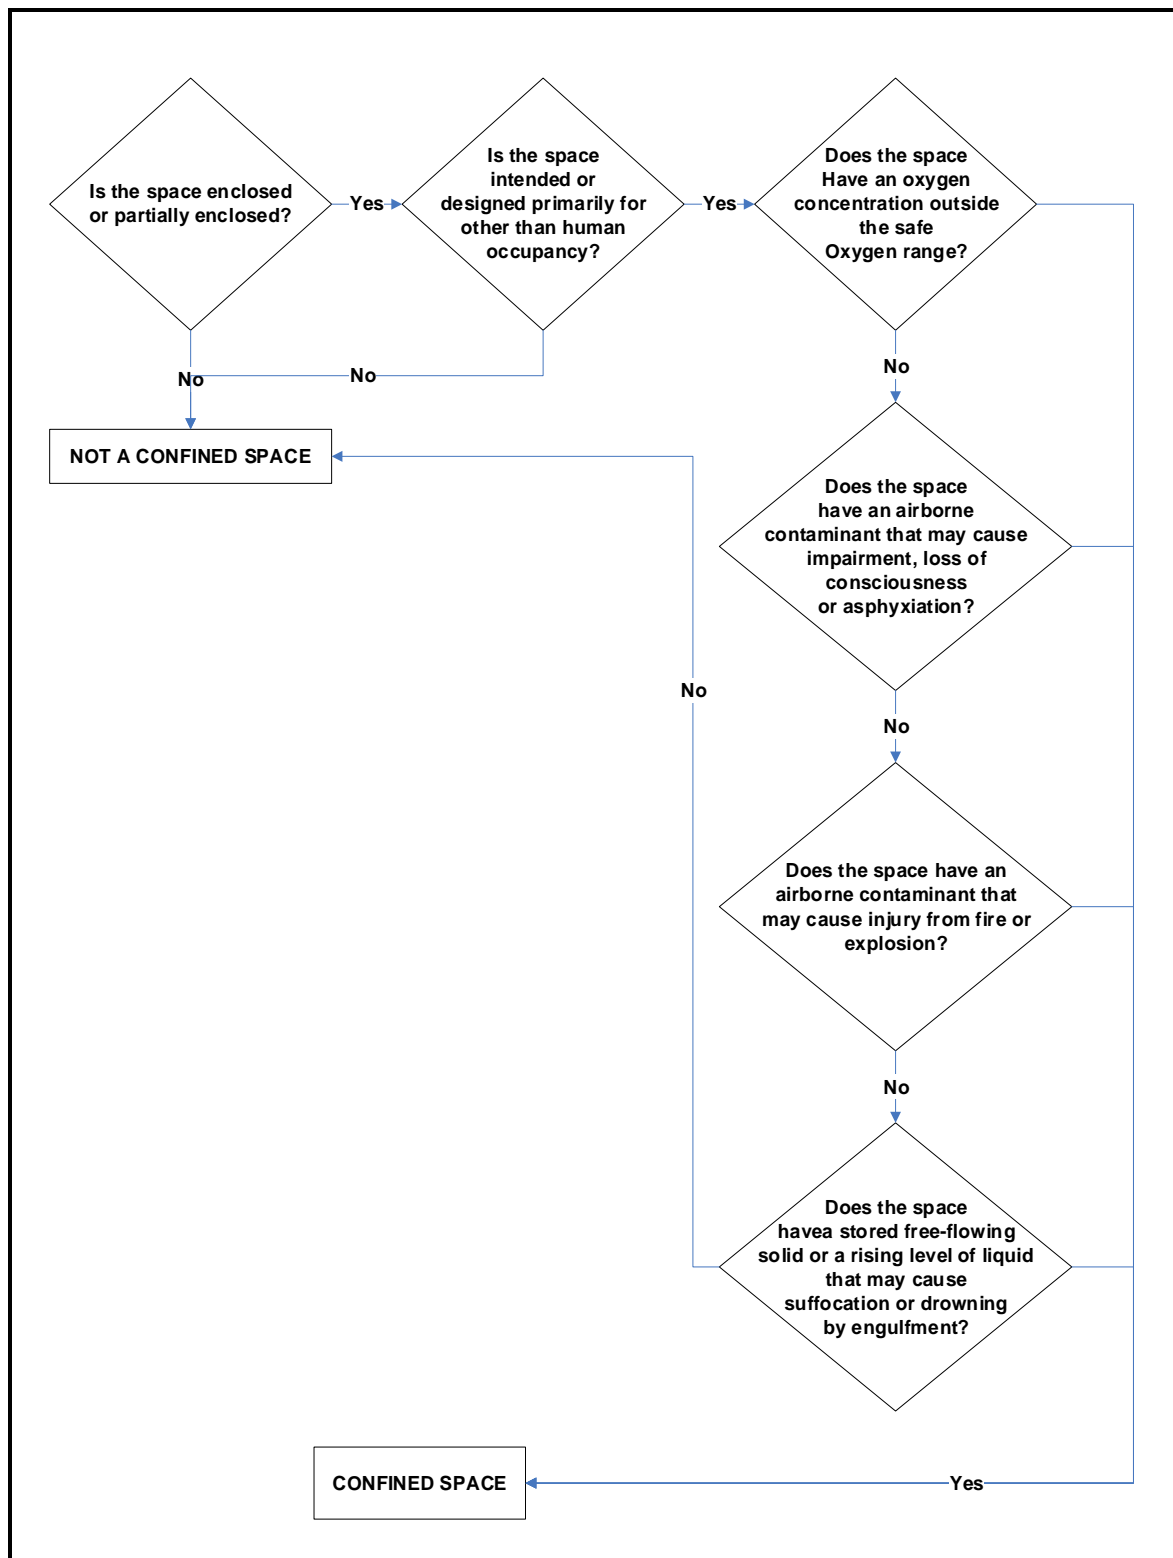 Is the space enclosed
or partially enclosed?
Yes
Is the space
intended or
designed primarily for
other than human
occupancy?
Yes
Does the space
Have an oxygen
concentration outside
the safe
Oxygen range?
No
No
No
NOT A CONFINED SPACE
Does the space
have an airborne
contaminant that may cause
impairment, loss of
consciousness
or asphyxiation?
No
No
Does the space have an
airborne contaminant that
may cause injury from fire or
explosion?
No
Does the space
havea stored free-flowing
solid or a rising level of liquid
that may cause
suffocation or drowning
by engulfment?
CONFINED SPACE
Yes